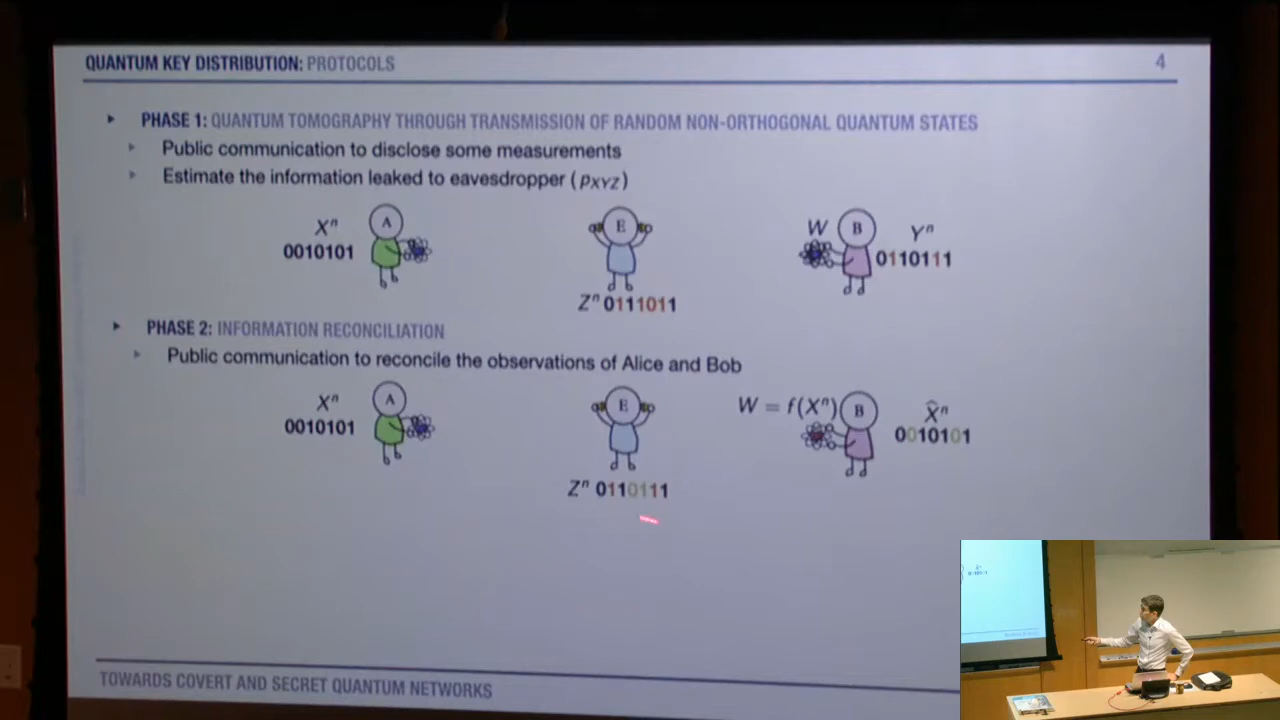 QUANTUM KEY DISTRIBUTION: PROTOCOLS 4
PHASE 1: QUANTUM TOMOGRAPHY THROUGH TRANSMISSION OF RANDOM NON-ORTHOGONAL QUANTUM STATES
Public communication to disclose some measurements
Estimate the information leaked to eavesdropper (pXYZ)
Xⁿ A E W B Yⁿ
0010101 0110111
Zⁿ 0111011
PHASE 2: INFORMATION RECONCILIATION
Public communication to reconcile the observations of Alice and Bob
Xⁿ A E W = f(Xⁿ) B X̂ⁿ
0010101 0010101
Zⁿ 0110111
TOWARDS COVERT AND SECRET QUANTUM NETWORKS